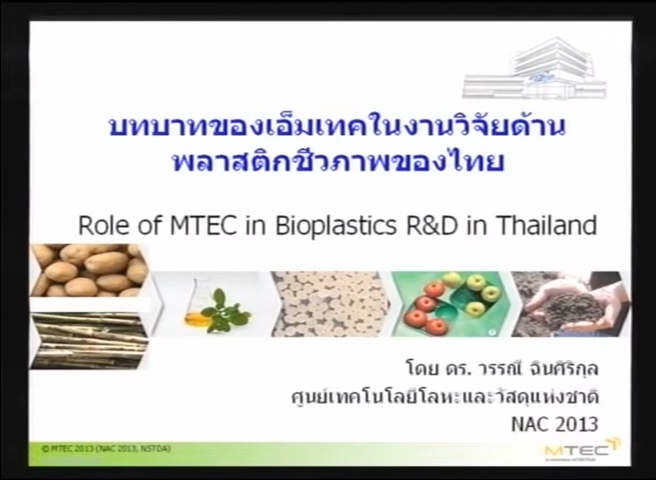 บทบาทของเอ็มเทคในงานวิจัยด้าน
พลาสติกชีวภาพของไทย
Role of MTEC in Bioplastics R&D in Thailand
โดย ดร. วรรณี ฉินศิริกุล
ศูนย์เทคโนโลยีโลหะและวัสดุแห่งชาติ
NAC 2013
© MTEC 2013 (NAC 2013, NSTDA)
MTEC